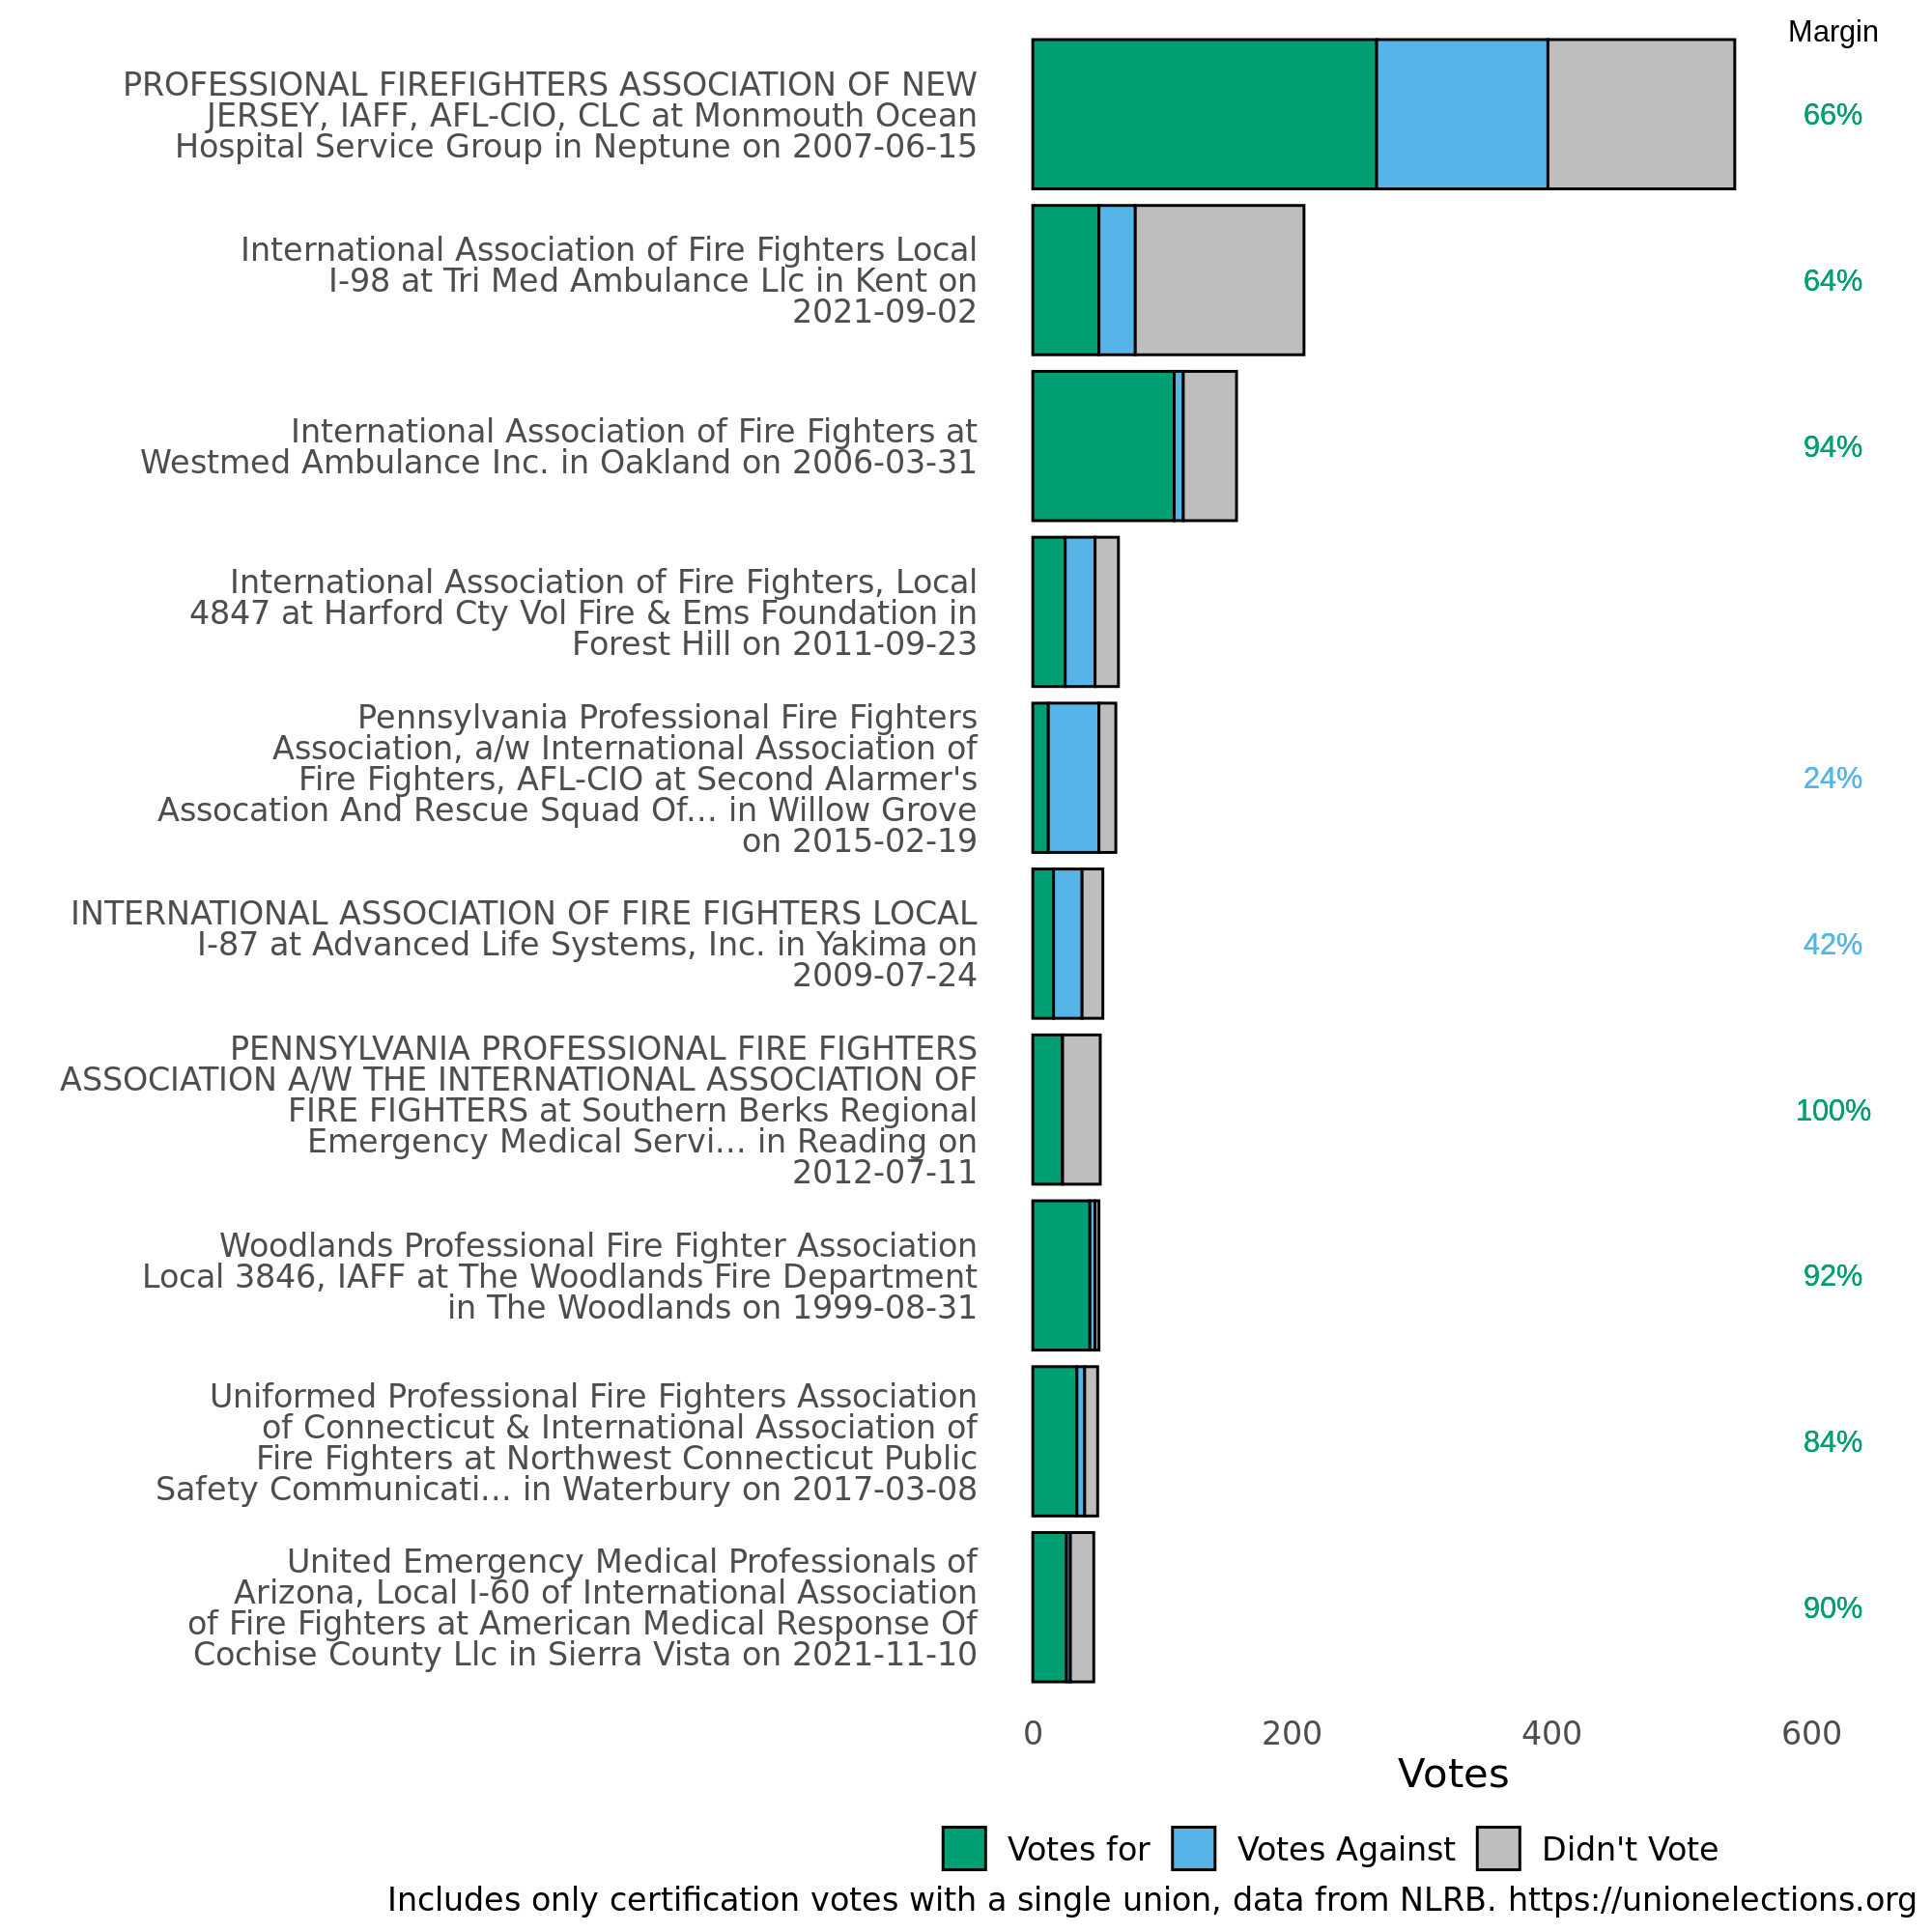 Margin
PROFESSIONAL FIREFIGHTERS ASSOCIATION OF NEW
JERSEY, IAFF, AFL-CIO, CLC at Monmouth Ocean
Hospital Service Group in Neptune on 2007-06-15
66%
International Association of Fire Fighters Local
I-98 at Tri Med Ambulance Llc in Kent on
2021-09-02
64%
International Association of Fire Fighters at
Westmed Ambulance Inc. in Oakland on 2006-03-31
94%
International Association of Fire Fighters, Local
4847 at Harford Cty Vol Fire & Ems Foundation in
Forest Hill on 2011-09-23
Pennsylvania Professional Fire Fighters
Association, a/w International Association of
Fire Fighters, AFL-CIO at Second Alarmer's
Assocation And Rescue Squad Of... in Willow Grove
on 2015-02-19
24%
INTERNATIONAL ASSOCIATION OF FIRE FIGHTERS LOCAL
I-87 at Advanced Life Systems, Inc. in Yakima on
2009-07-24
42%
PENNSYLVANIA PROFESSIONAL FIRE FIGHTERS
ASSOCIATION A/W THE INTERNATIONAL ASSOCIATION OF
FIRE FIGHTERS at Southern Berks Regional
Emergency Medical Servi... in Reading on
2012-07-11
100%
Woodlands Professional Fire Fighter Association
Local 3846, IAFF at The Woodlands Fire Department
in The Woodlands on 1999-08-31
92%
Uniformed Professional Fire Fighters Association
of Connecticut & International Association of
Fire Fighters at Northwest Connecticut Public
Safety Communicati... in Waterbury on 2017-03-08
84%
United Emergency Medical Professionals of
Arizona, Local I-60 of International Association
of Fire Fighters at American Medical Response Of
Cochise County Llc in Sierra Vista on 2021-11-10
90%
0 200 400 600
Votes
Votes for Votes Against Didn't Vote
Includes only certification votes with a single union, data from NLRB. https://unionelections.org